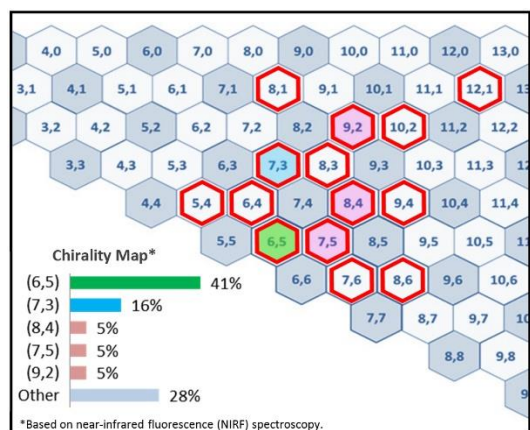 4,0 5,0 6,0 7,0 8,0 9,0 10,0 11,0 12,0 13,0
3,1 4,1 5,1 6,1 7,1 8,1 9,1 10,1 11,1 12,1 13
3,2 4,2 5,2 6,2 7,2 8,2 9,2 10,2 11,2 12,2
3,3 4,3 5,3 6,3 7,3 8,3 9,3 10,3 11,3 12
4,4 5,4 6,4 7,4 8,4 9,4 10,4 11,4
5,5 6,5 7,5 8,5 9,5 10,5 11
6,6 7,6 8,6 9,6 10,6
7,7 8,7 9,7 10
8,8 9,8
9
Chirality Map*
(6,5) 41%
(7,3) 16%
(8,4) 5%
(7,5) 5%
(9,2) 5%
Other 28%
*Based on near-infrared fluorescence (NIRF) spectroscopy.